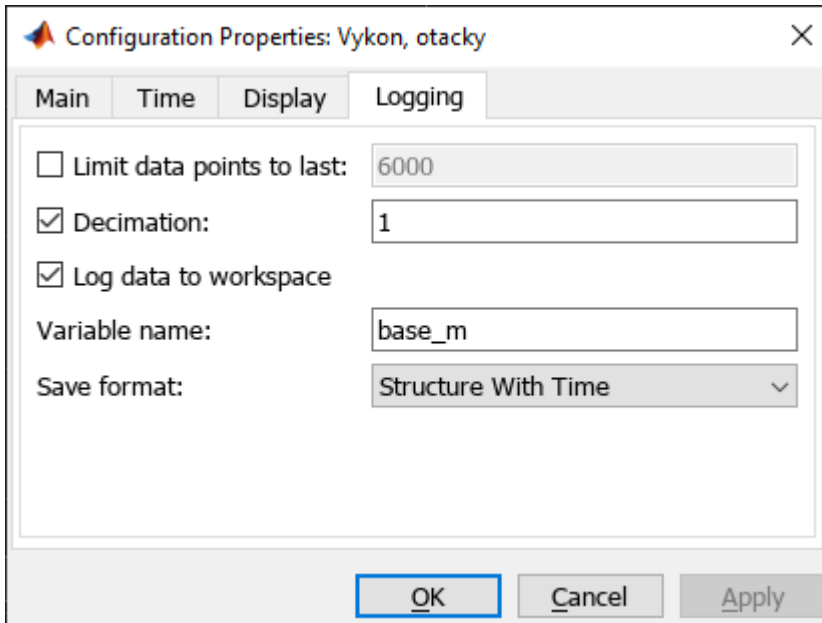 Configuration Properties: Vykon, otacky
Main Time Display Logging
Limit data points to last: 6000
Decimation: 1
Log data to workspace
Variable name: base_m
Save format: Structure With Time
OK Cancel Apply